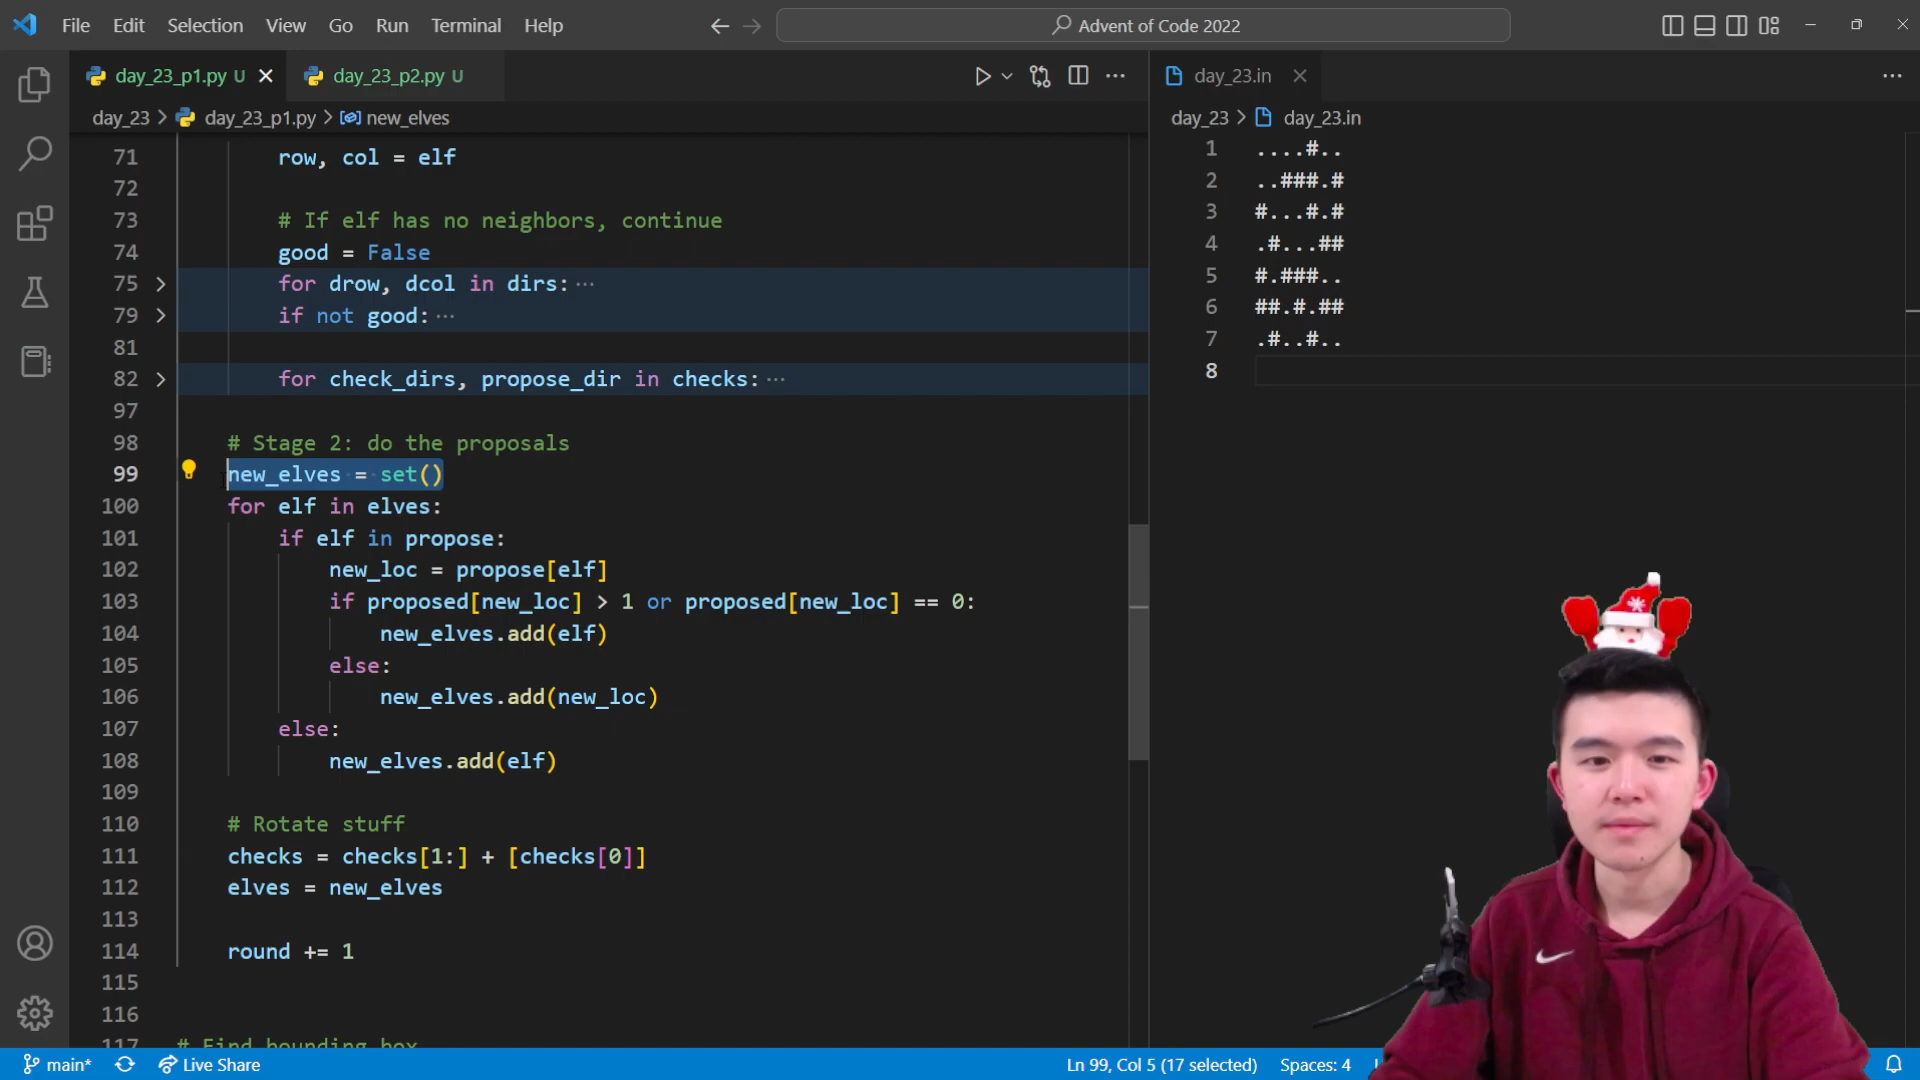 File Edit Selection View Go Run Terminal Help
Advent of Code 2022
day_23_p1.py U
day_23_p2.py U
day_23.in
day_23 > day_23_p1.py > new_elves
day_23 > day_23.in
71 row, col = elf
72
73 # If elf has no neighbors, continue
74 good = False
75 for drow, dcol in dirs:···
79 if not good:···
81
82 for check_dirs, propose_dir in checks:···
97
98 # Stage 2: do the proposals
99 new_elves = set()
100 for elf in elves:
101 if elf in propose:
102 new_loc = propose[elf]
103 if proposed[new_loc] > 1 or proposed[new_loc] == 0:
104 new_elves.add(elf)
105 else:
106 new_elves.add(new_loc)
107 else:
108 new_elves.add(elf)
109
110 # Rotate stuff
111 checks = checks[1:] + [checks[0]]
112 elves = new_elves
113
114 round += 1
115
116
117 # Find bounding box
1 ....#..
2 ..###.#
3 #...#.#
4 .#...##
5 #.###..
6 ##.#.##
7 .#..#..
8
main* Live Share
Ln 99, Col 5 (17 selected) Spaces: 4